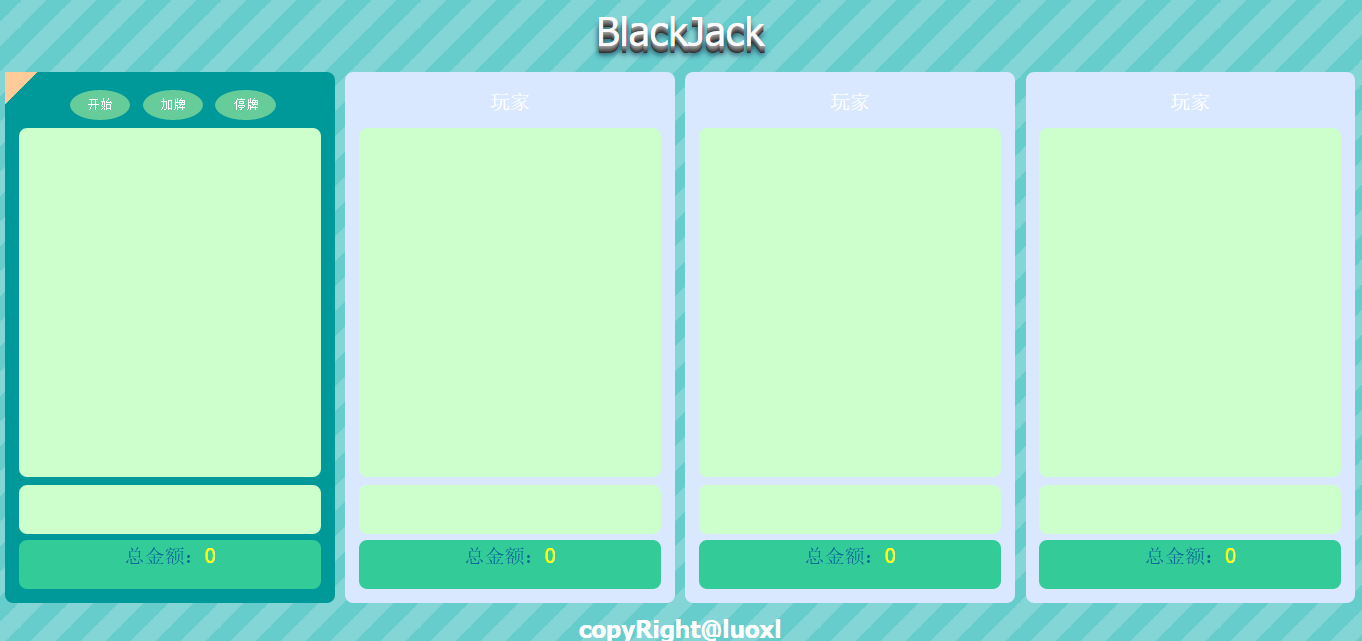 BlackJack
开始 加牌 停牌
玩家 玩家 玩家
总金额：0 总金额：0 总金额：0 总金额：0
copyRight@luoxl